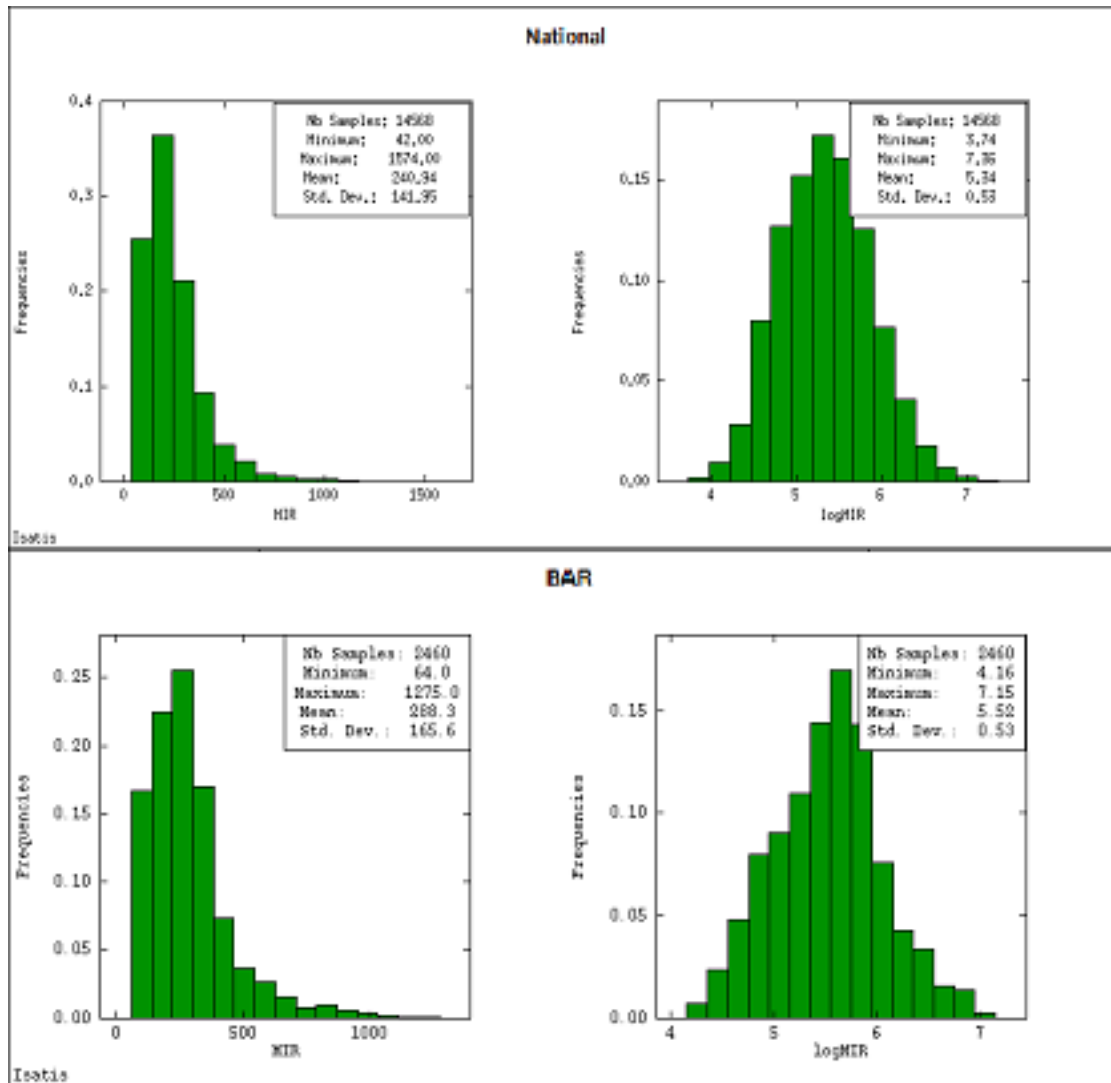 National
0.4
0.3
0.2
0.1
0.0
Frequencies
0
500
1000
1500
MIR
Nb Samples: 14568
Minimum: 42.00
Maximum: 1574.00
Mean: 240.94
Std. Dev.: 141.95
0.15
0.10
0.05
0.00
Frequencies
4
5
6
7
logMIR
Nb Samples: 14568
Minimum: 3.74
Maximum: 7.36
Mean: 5.34
Std. Dev.: 0.53
Isatis
BAR
0.25
0.20
0.15
0.10
0.05
0.00
Frequencies
0
500
1000
MIR
Nb Samples: 2460
Minimum: 64.0
Maximum: 1275.0
Mean: 288.3
Std. Dev.: 165.6
0.15
0.10
0.05
0.00
Frequencies
4
5
6
7
logMIR
Nb Samples: 2460
Minimum: 4.16
Maximum: 7.15
Mean: 5.52
Std. Dev.: 0.53
Isatis